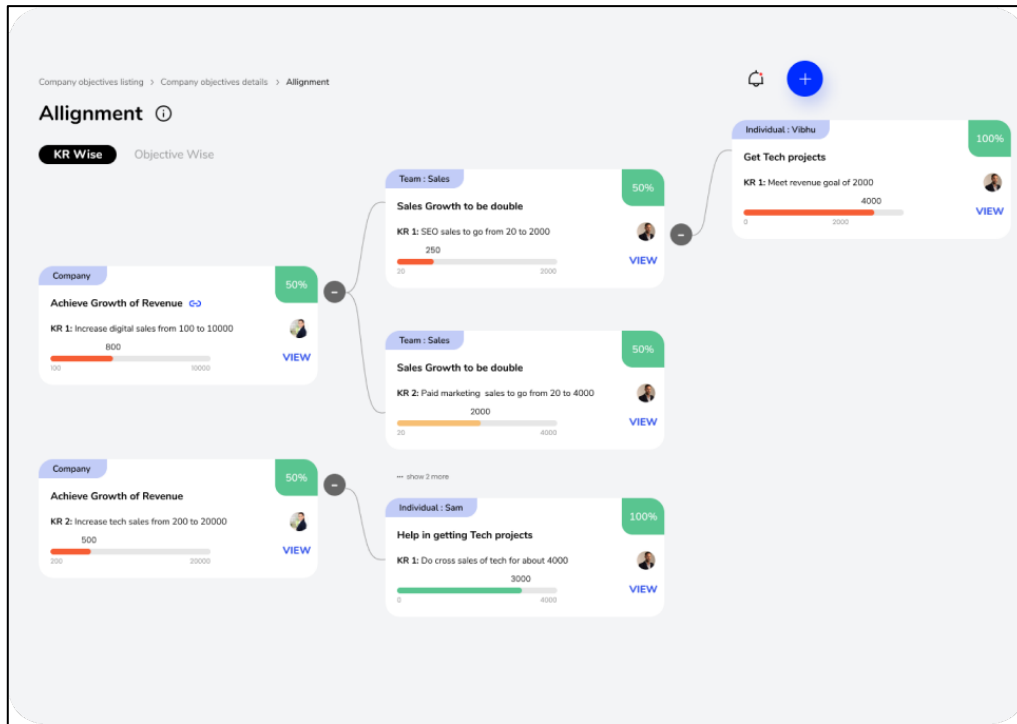 Company objectives listing > Company objectives details > Allignment
Allignment
KR Wise Objective Wise
Company
50%
Achieve Growth of Revenue
KR 1: Increase digital sales from 100 to 10000
800
VIEW
100 10000
Company
50%
Achieve Growth of Revenue
KR 2: Increase tech sales from 200 to 20000
500
VIEW
200 20000
Team : Sales
50%
Sales Growth to be double
KR 1: SEO sales to go from 20 to 2000
250
VIEW
20 2000
Team : Sales
50%
Sales Growth to be double
KR 2: Paid marketing sales to go from 20 to 4000
2000
VIEW
20 4000
show 2 more
Individual : Sam
100%
Help in getting Tech projects
KR 1: Do cross sales of tech for about 4000
3000
VIEW
0 4000
Individual : Vibhu
100%
Get Tech projects
KR 1: Meet revenue goal of 2000
4000
VIEW
0 2000